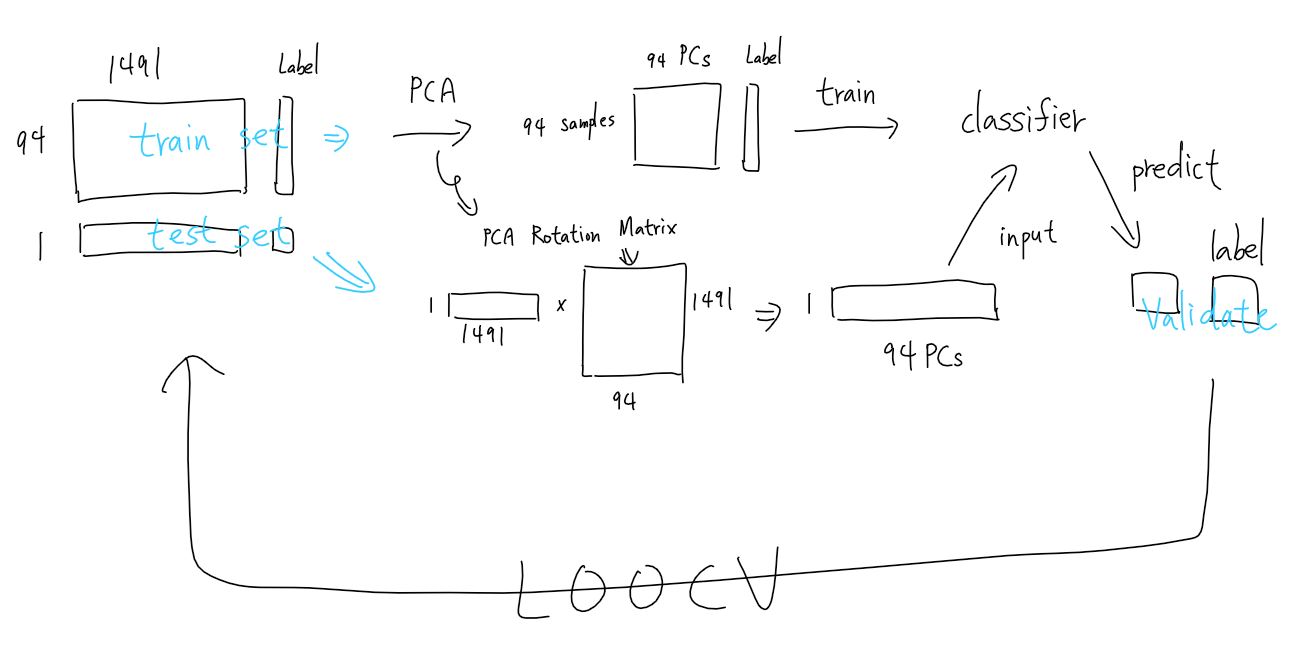 1491
Label
94
train set
⇒
1
test set
PCA
PCA Rotation Matrix
1
1491
x
1491
94
⇒
94 PCs
Label
94 samples
train
classifier
1
94 PCs
input
predict
label
Validate
LOOCV